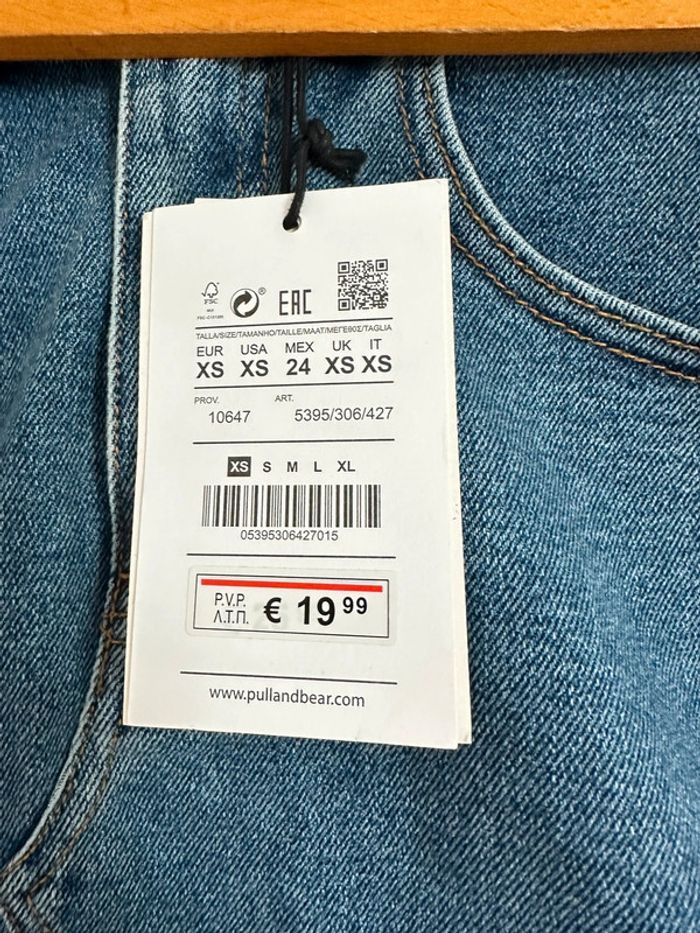 FSC
EAC
TALLA/SIZE/TAMANHO/TAILLE/MAAT/ΜΕΓΕΘΟΣ/TAGLIA
EUR USA MEX UK IT
XS XS 24 XS XS
PROV. ART.
10647 5395/306/427
XS S M L XL
05395306427015
P.V.P.
Λ.Τ.Π. € 19 99
www.pullandbear.com